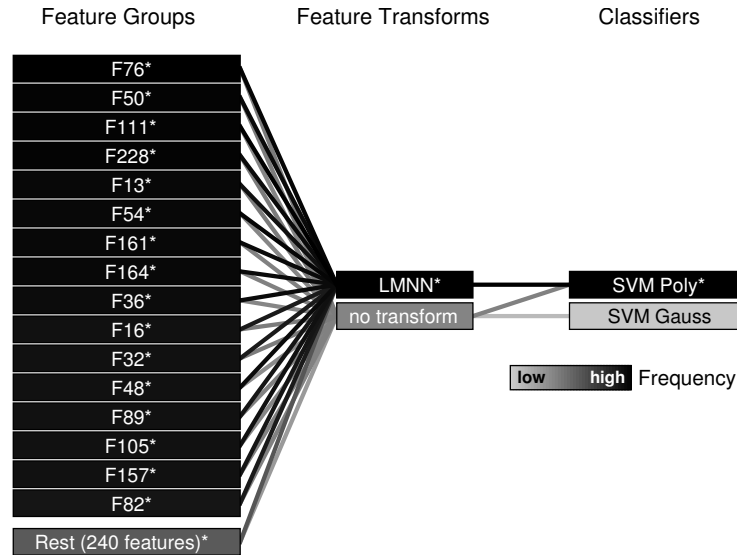 Feature Groups
Feature Transforms
Classifiers
F76*
F50*
F111*
F228*
F13*
F54*
F161*
F164*
F36*
F16*
F32*
F48*
F89*
F105*
F157*
F82*
Rest (240 features)*
LMNN*
no transform
SVM Poly*
SVM Gauss
low high Frequency